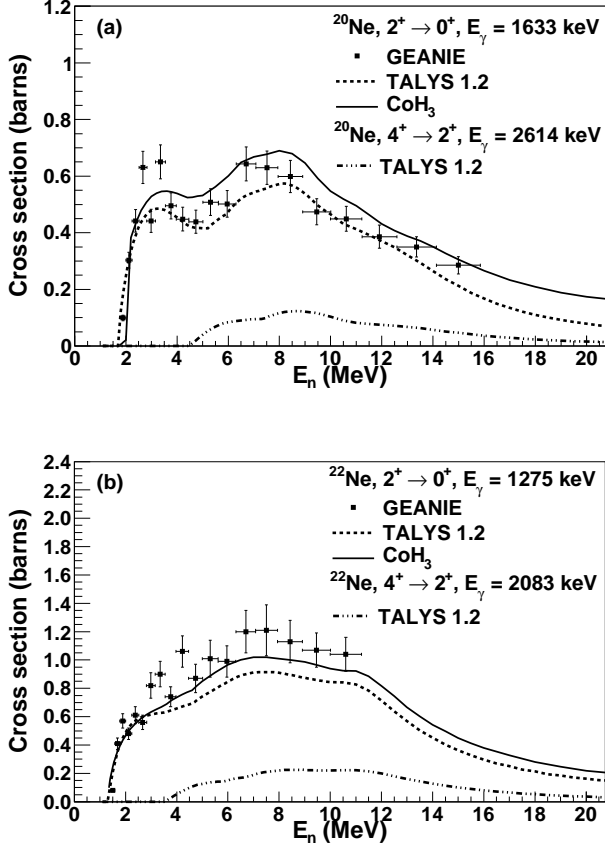 (a)
²⁰Ne, 2⁺ → 0⁺, E_γ = 1633 keV
GEANIE
TALYS 1.2
CoH₃
²⁰Ne, 4⁺ → 2⁺, E_γ = 2614 keV
TALYS 1.2
Cross section (barns)
1.2
1
0.8
0.6
0.4
0.2
0
0 2 4 6 8 10 12 14 16 18 20
E_n (MeV)
(b)
²²Ne, 2⁺ → 0⁺, E_γ = 1275 keV
GEANIE
TALYS 1.2
CoH₃
²²Ne, 4⁺ → 2⁺, E_γ = 2083 keV
TALYS 1.2
Cross section (barns)
2.4
2.2
2.0
1.8
1.6
1.4
1.2
1.0
0.8
0.6
0.4
0.2
0.0
0 2 4 6 8 10 12 14 16 18 20
E_n (MeV)